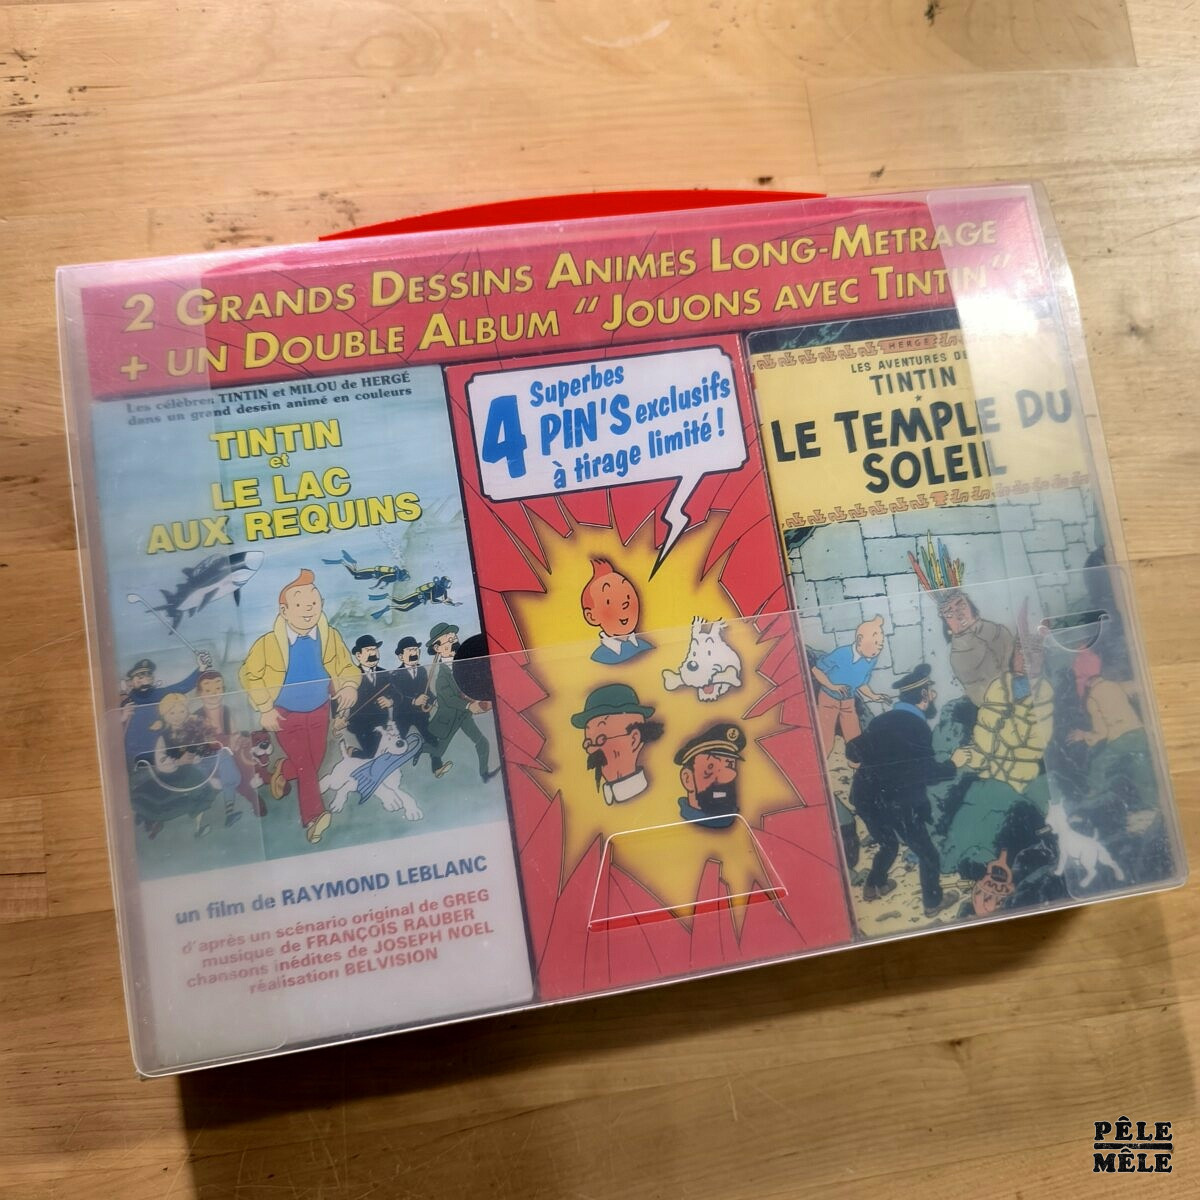 2 GRANDS DESSINS ANIMES LONG-METRAGE
+ UN DOUBLE ALBUM “JOUONS AVEC TINTIN”
Les célèbres TINTIN et MILOU de HERGÉ
dans un grand dessin animé en couleurs
TINTIN
et
LE LAC
AUX REQUINS
un film de RAYMOND LEBLANC
d'après un scénario original de GREG
musique de FRANÇOIS RAUBER
chansons inédites de JOSEPH NOEL
réalisation BELVISION
Superbes
4 PIN'S exclusifs
à tirage limité !
HERGÉ
LES AVENTURES DE
TINTIN
*
LE TEMPLE DU
SOLEIL
PÊLE
MÊLE